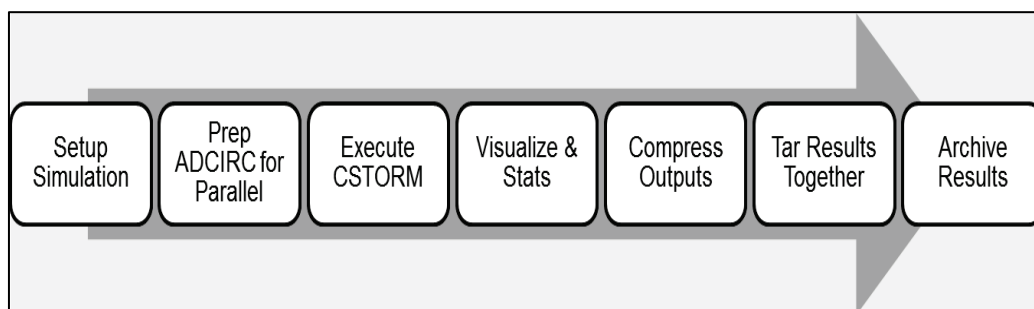 Setup
Simulation
Prep
ADCIRC for
Parallel
Execute
CSTORM
Visualize &
Stats
Compress
Outputs
Tar Results
Together
Archive
Results